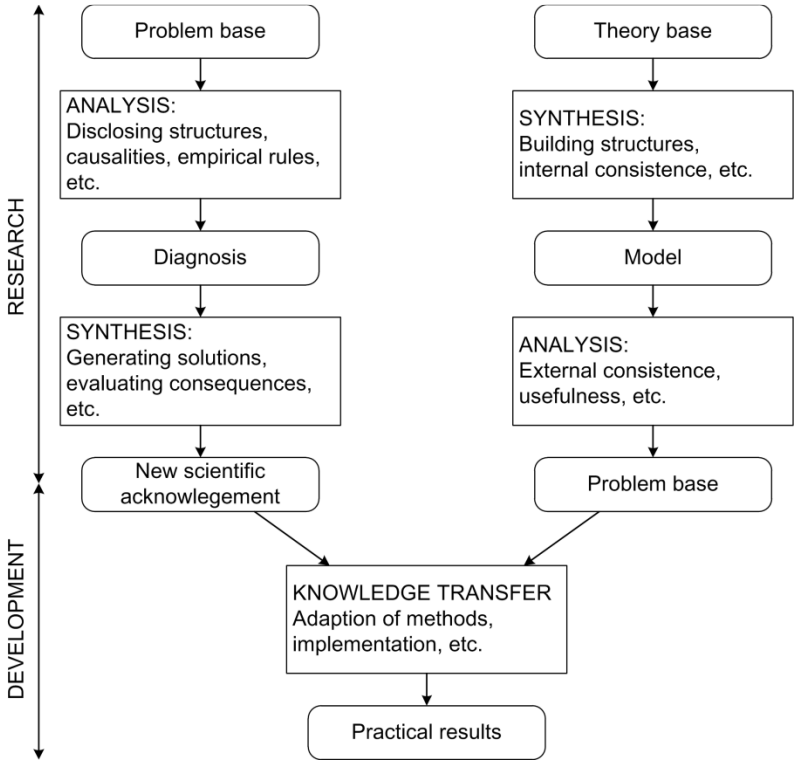 RESEARCH
Problem base
ANALYSIS:
Disclosing structures,
causalities, empirical rules,
etc.
Diagnosis
SYNTHESIS:
Generating solutions,
evaluating consequences,
etc.
New scientific
acknowlegement
Theory base
SYNTHESIS:
Building structures,
internal consistence, etc.
Model
ANALYSIS:
External consistence,
usefulness, etc.
Problem base
DEVELOPMENT
KNOWLEDGE TRANSFER
Adaption of methods,
implementation, etc.
Practical results